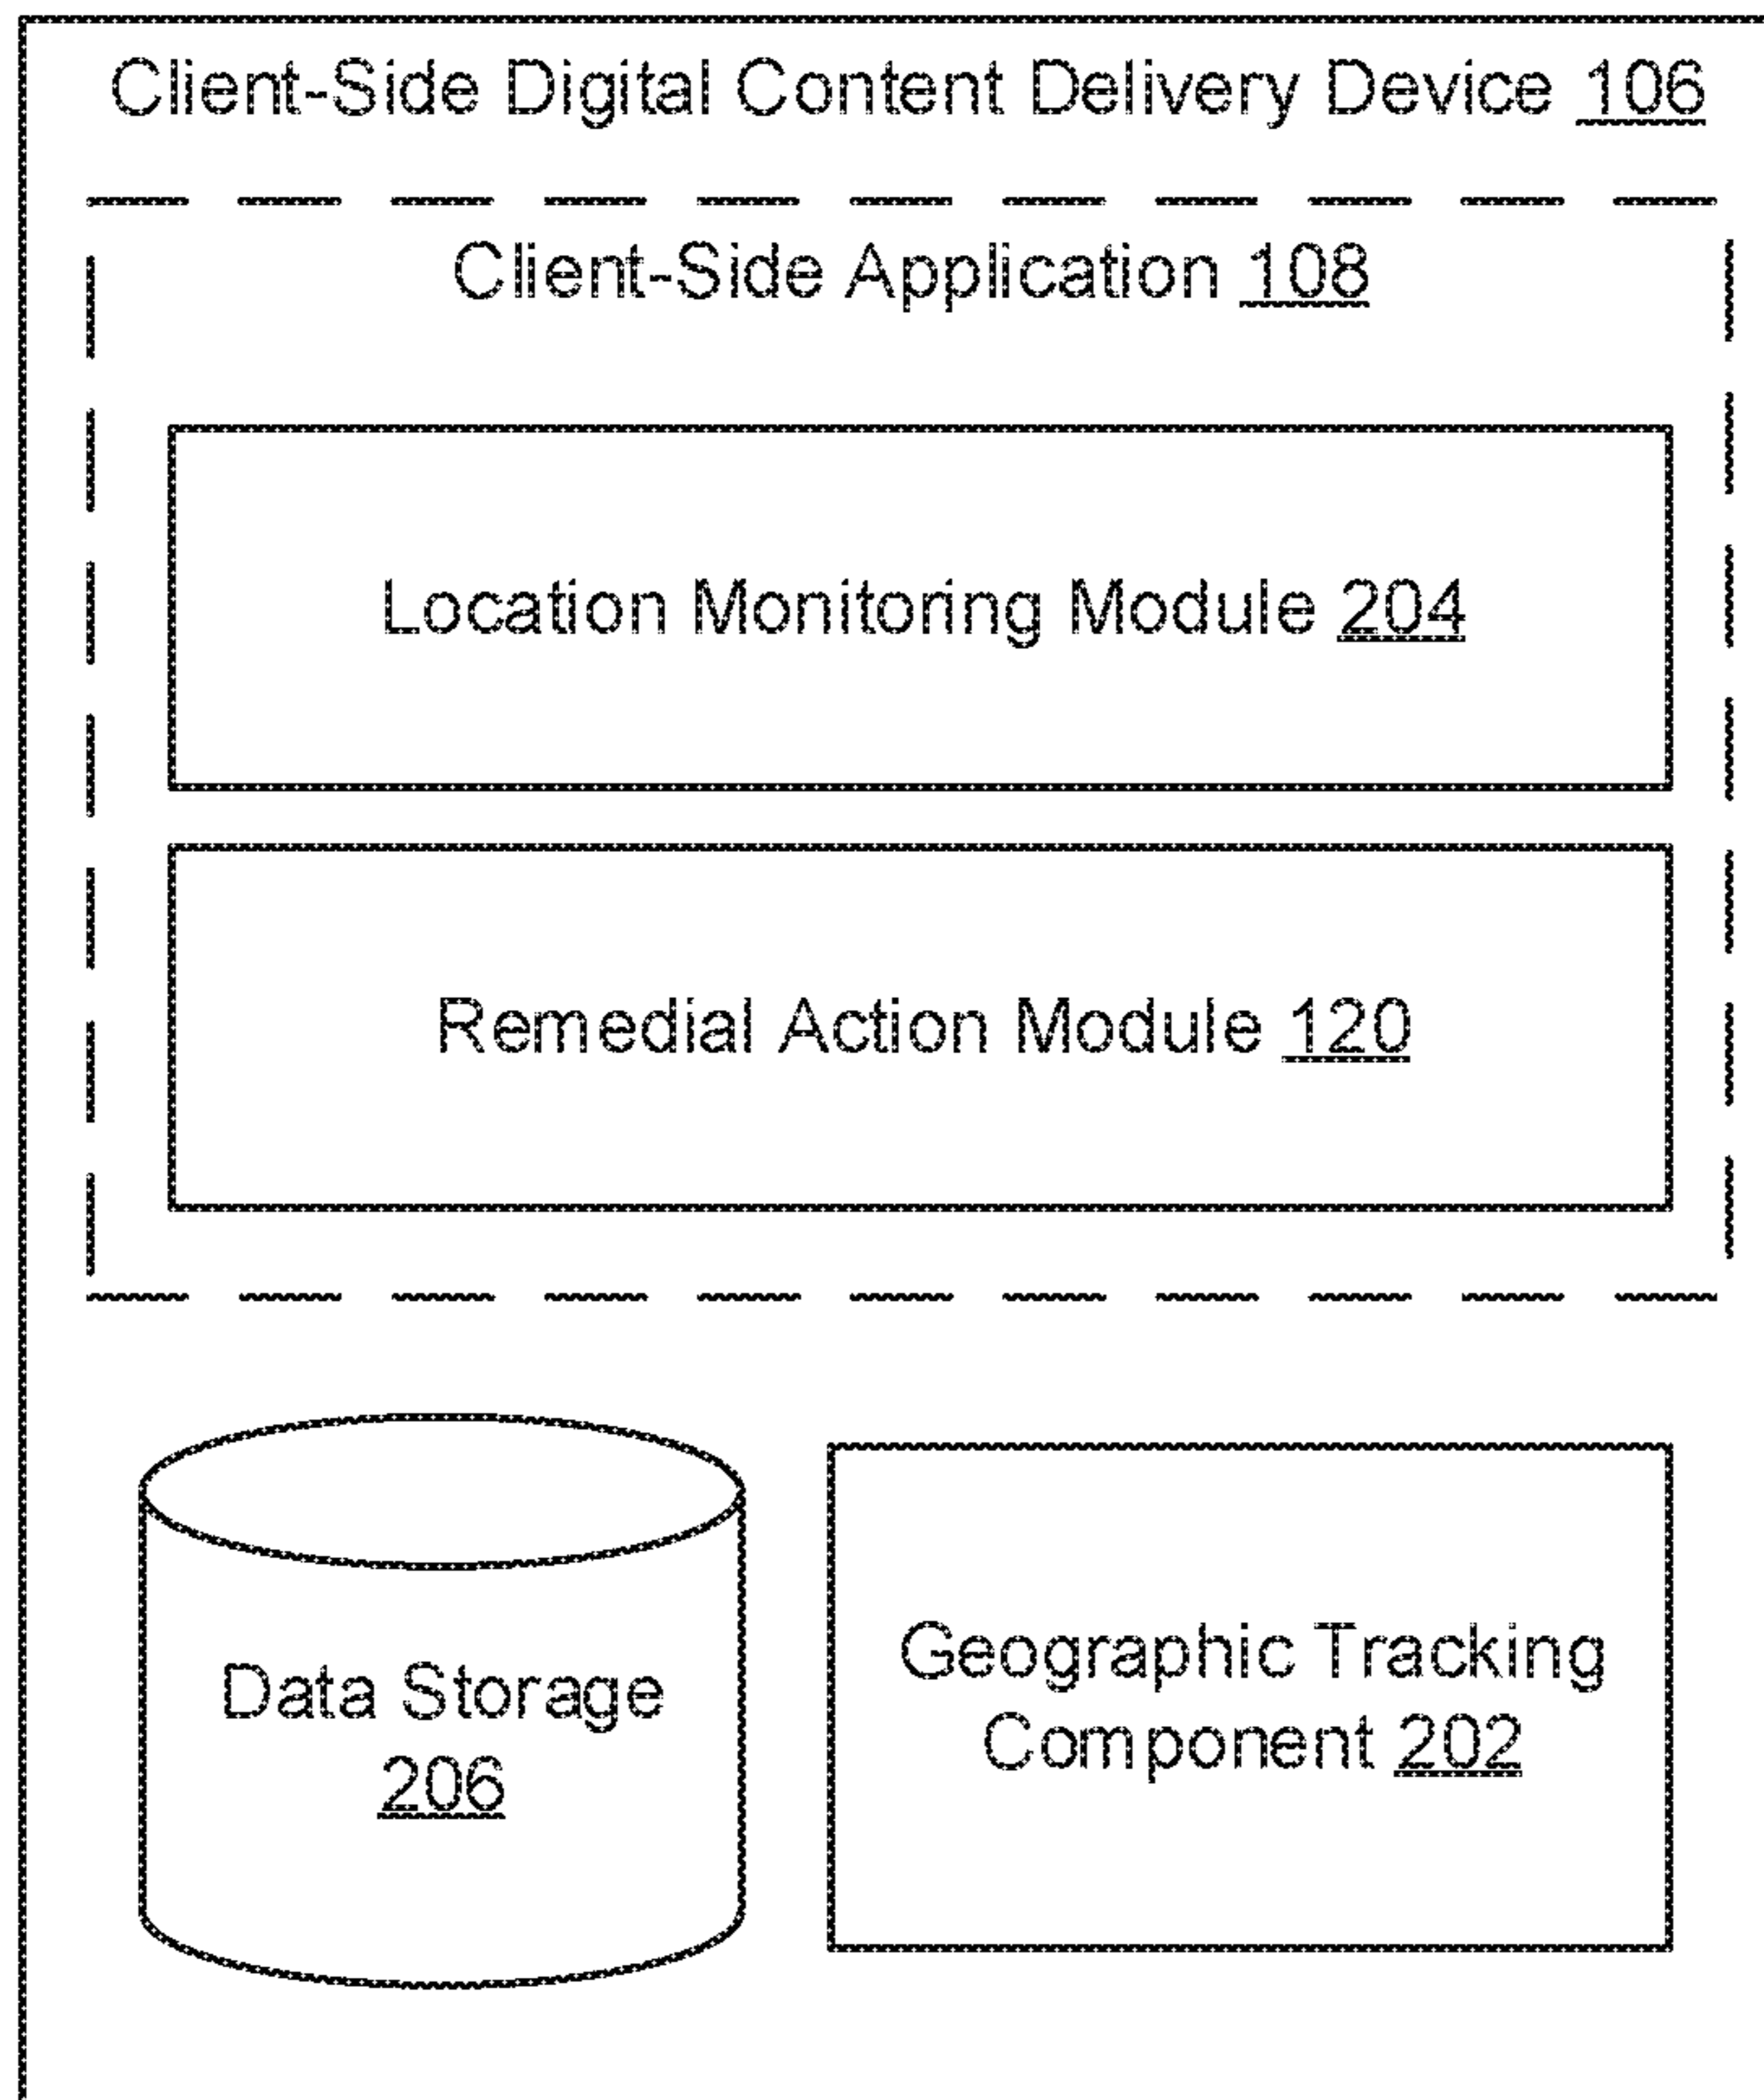 Client-Side Digital Content Delivery Device 106
Client-Side Application 108
Location Monitoring Module 204
Remedial Action Module 120
Data Storage
206
Geographic Tracking
Component 202